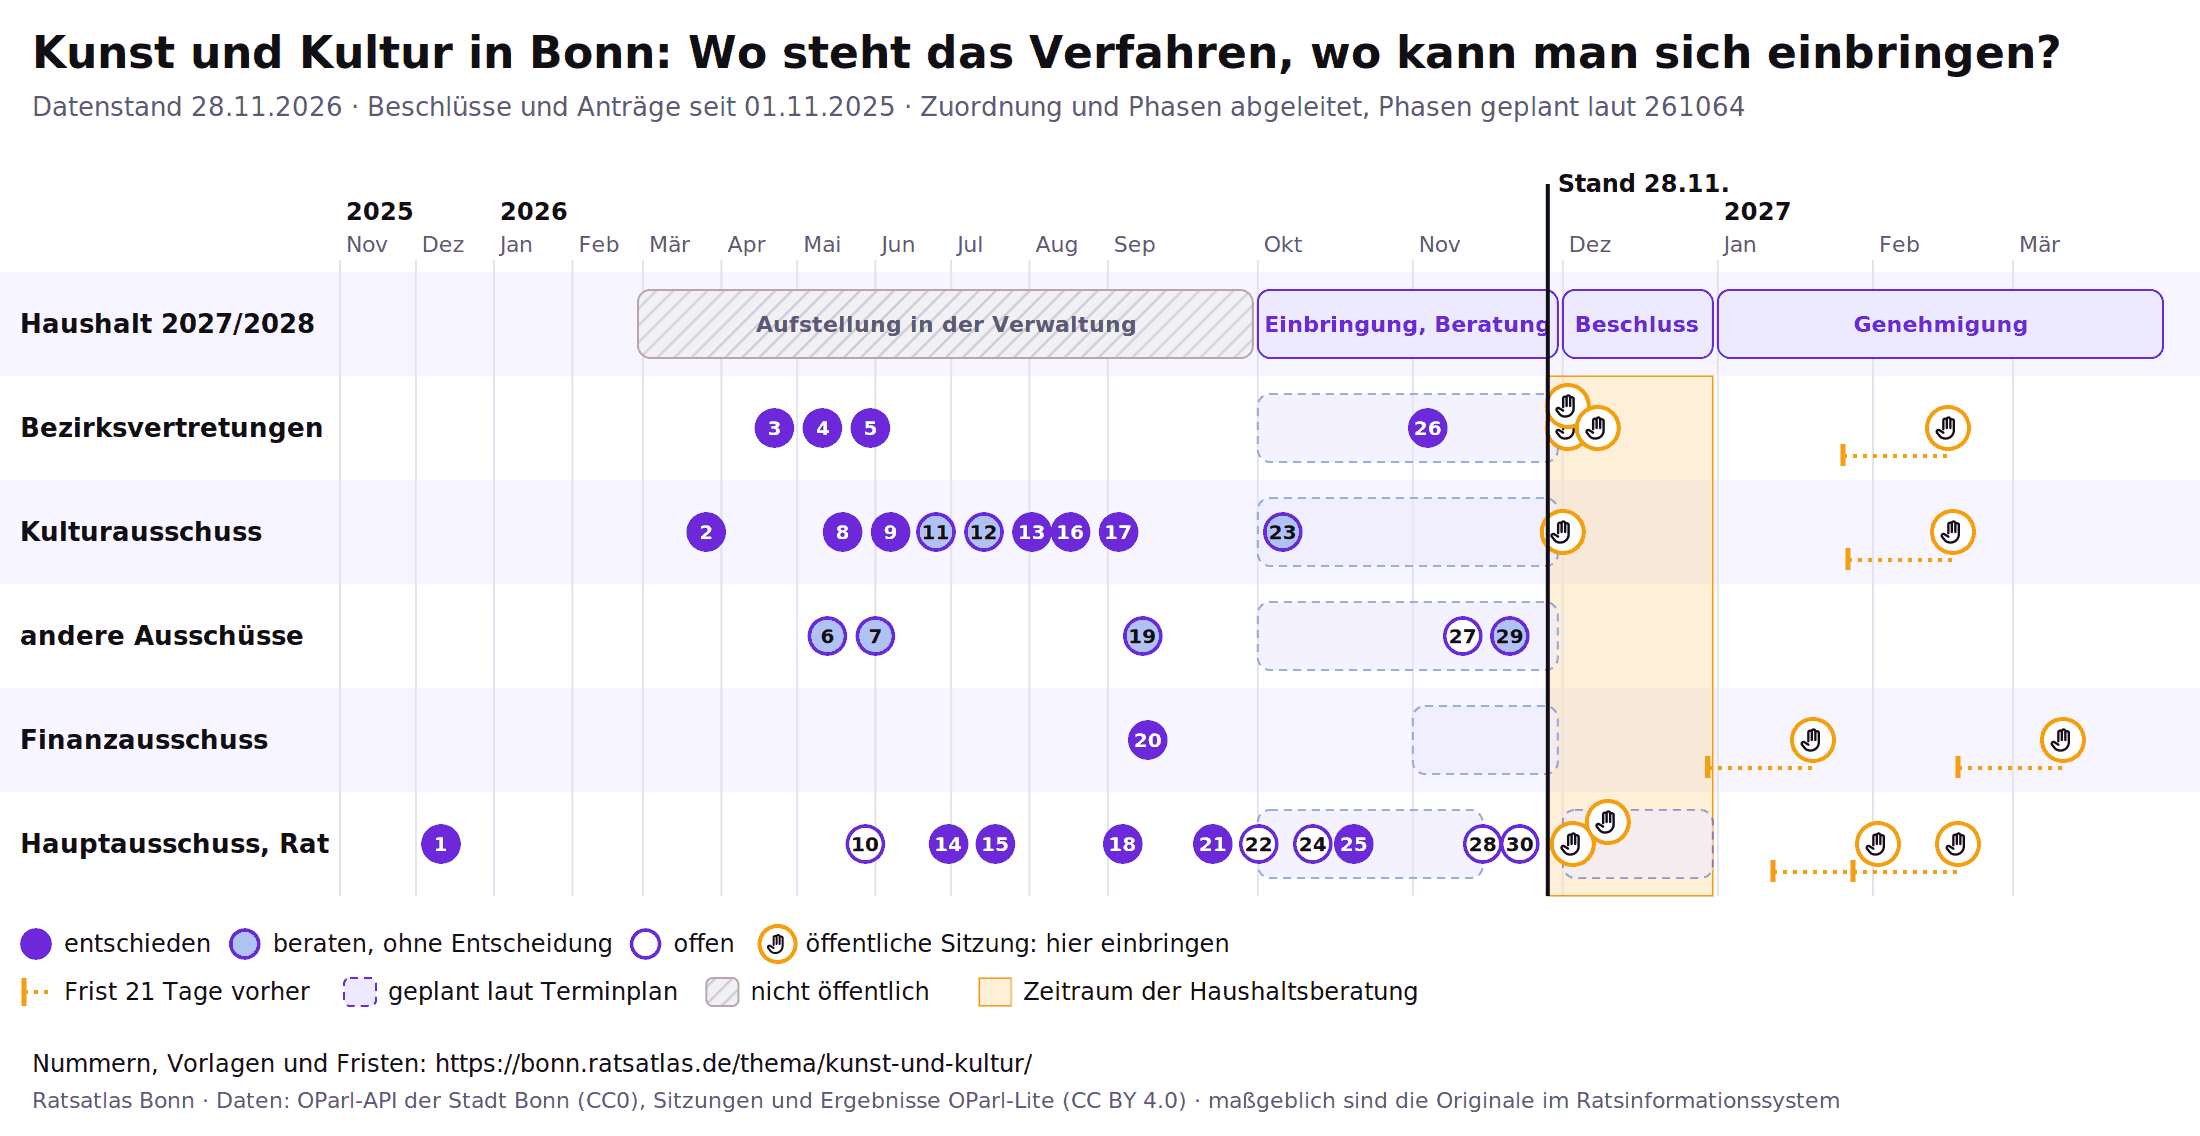 Kunst und Kultur in Bonn: Wo steht das Verfahren, wo kann man sich einbringen?
Datenstand 28.11.2026 · Beschlüsse und Anträge seit 01.11.2025 · Zuordnung und Phasen abgeleitet, Phasen geplant laut 261064
Stand 28.11.
2025 2026 2027
Nov Dez Jan Feb Mär Apr Mai Jun Jul Aug Sep Okt Nov Dez Jan Feb Mär
Haushalt 2027/2028 Aufstellung in der Verwaltung Einbringung, Beratung Beschluss Genehmigung
Bezirksvertretungen 3 4 5 26
Kulturausschuss 2 8 9 11 12 13 16 17 23
andere Ausschüsse 6 7 19 27 29
Finanzausschuss 20
Hauptausschuss, Rat 1 10 14 15 18 21 22 24 25 28 30
entschieden beraten, ohne Entscheidung offen öffentliche Sitzung: hier einbringen
Frist 21 Tage vorher geplant laut Terminplan nicht öffentlich Zeitraum der Haushaltsberatung
Nummern, Vorlagen und Fristen: https://bonn.ratsatlas.de/thema/kunst-und-kultur/
Ratsatlas Bonn · Daten: OParl-API der Stadt Bonn (CC0), Sitzungen und Ergebnisse OParl-Lite (CC BY 4.0) · maßgeblich sind die Originale im Ratsinformationssystem